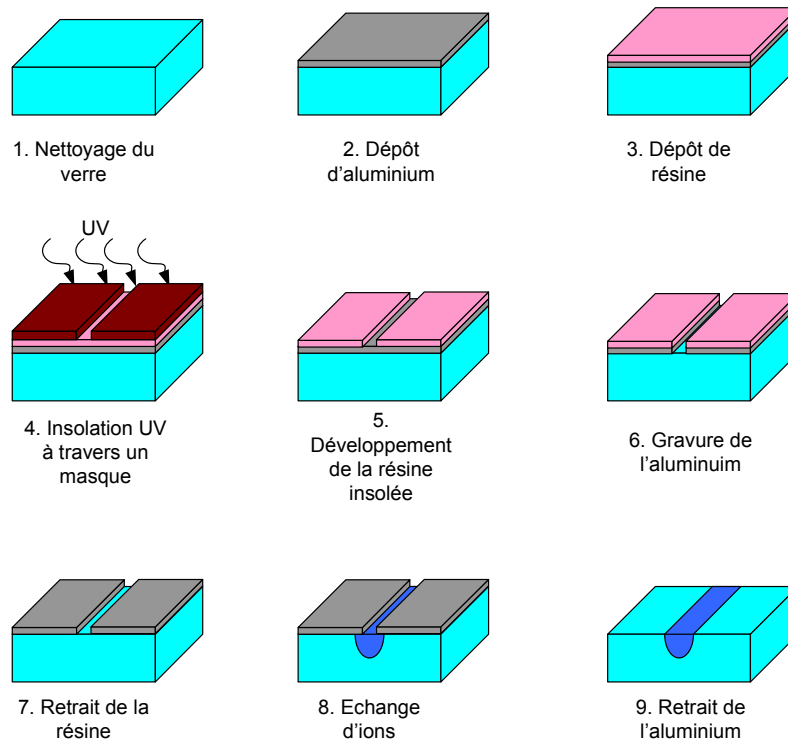 1. Nettoyage du
verre
2. Dépôt
d'aluminium
3. Dépôt de
résine
UV
4. Insolation UV
à travers un
masque
5.
Développement
de la résine
insolée
6. Gravure de
l'aluminuim
7. Retrait de la
résine
8. Echange
d'ions
9. Retrait de
l'aluminium